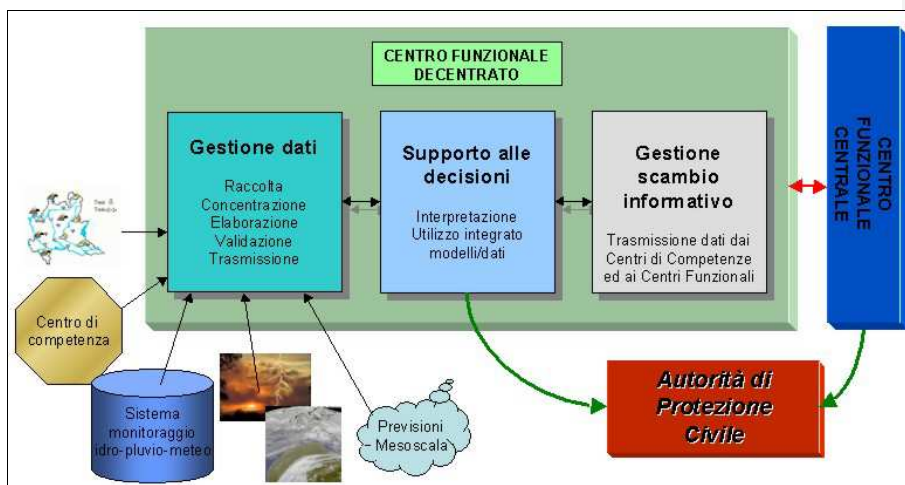 CENTRO FUNZIONALE
DECENTRATO
Gestione dati
Raccolta
Concentrazione
Elaborazione
Validazione
Trasmissione
Supporto alle
decisioni
Interpretazione
Utilizzo integrato
modelli/dati
Gestione
scambio
informativo
Trasmissione dati dai
Centri di Competenze
ed ai Centri Funzionali
CENTRO
FUNZIONALE
CENTRALE
Centro di
competenza
Sistema
monitoraggio
idro-pluvio-meteo
Previsioni
- Mesoscala
Autorità di
Protezione
Civile